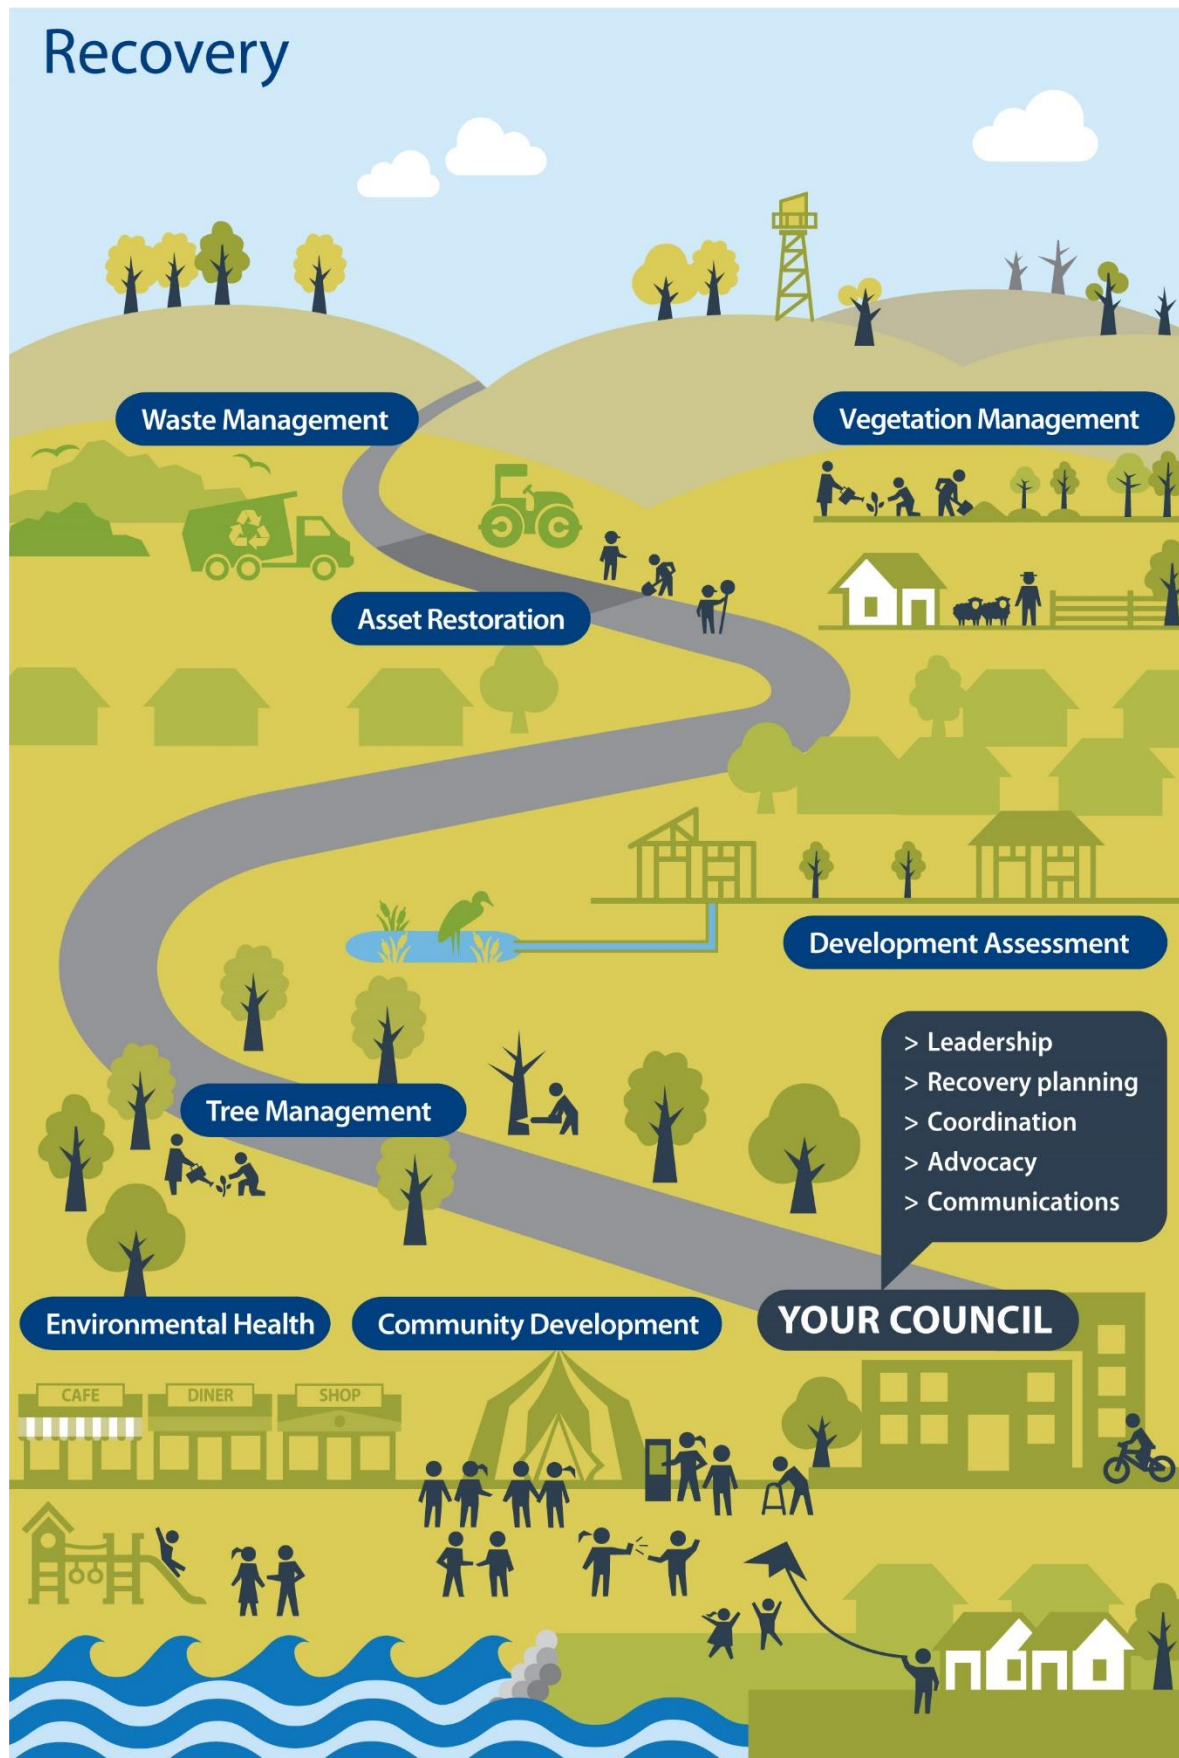 Recovery
Waste Management
Vegetation Management
Asset Restoration
Development Assessment
> Leadership
> Recovery planning
> Coordination
> Advocacy
> Communications
Tree Management
Environmental Health
Community Development
YOUR COUNCIL
CAFE
DINER
SHOP